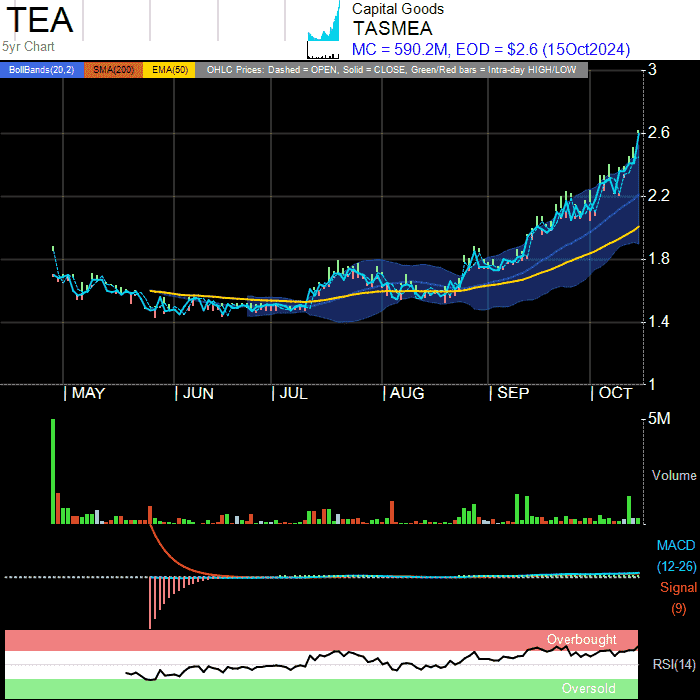 TEA
5yr Chart
Capital Goods
TASMEA
MC = 590.2M, EOD = $2.6 (15Oct2024)
BollBands(20,2) SMA(200) EMA(50) OHLC Prices: Dashed = OPEN, Solid = CLOSE, Green/Red bars = Intra-day HIGH/LOW
3
2.6
2.2
1.8
1.4
1
MAY JUN JUL AUG SEP OCT
5M
Volume
MACD
(12-26)
Signal
(9)
Overbought
RSI(14)
Oversold